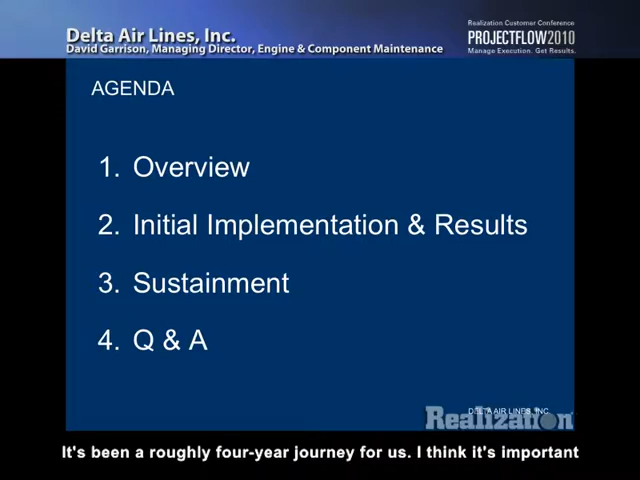 Delta Air Lines, Inc.
David Garrison, Managing Director, Engine & Component Maintenance
Realization Customer Conference
PROJECTFLOW2010
Manage Execution. Get Results.
AGENDA
1. Overview
2. Initial Implementation & Results
3. Sustainment
4. Q & A
DELTA AIR LINES, INC.
Realization
It's been a roughly four-year journey for us. I think it's important